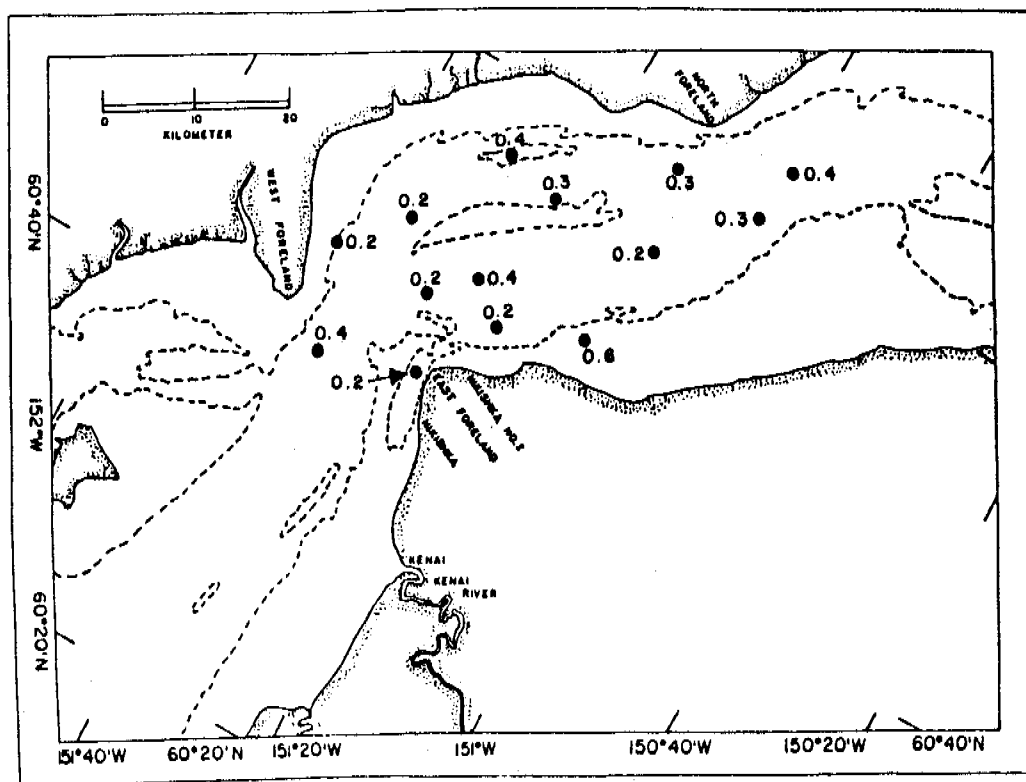 0 10 20
KILOMETER
NORTH
FORELAND
WEST FORELAND
0.4
0.3
0.3
0.4
0.2
0.3
0.2
0.2
0.2
0.4
0.2
0.4
0.6
0.2
EAST FORELAND
NIKISHKA NO. 2
NIKISHKA
KENAI
KENAI
RIVER
60°40'N
152°W
60°20'N
151°40'W 60°20'N 151°20'W 151°W 150°40'W 150°20'W 60°40'N